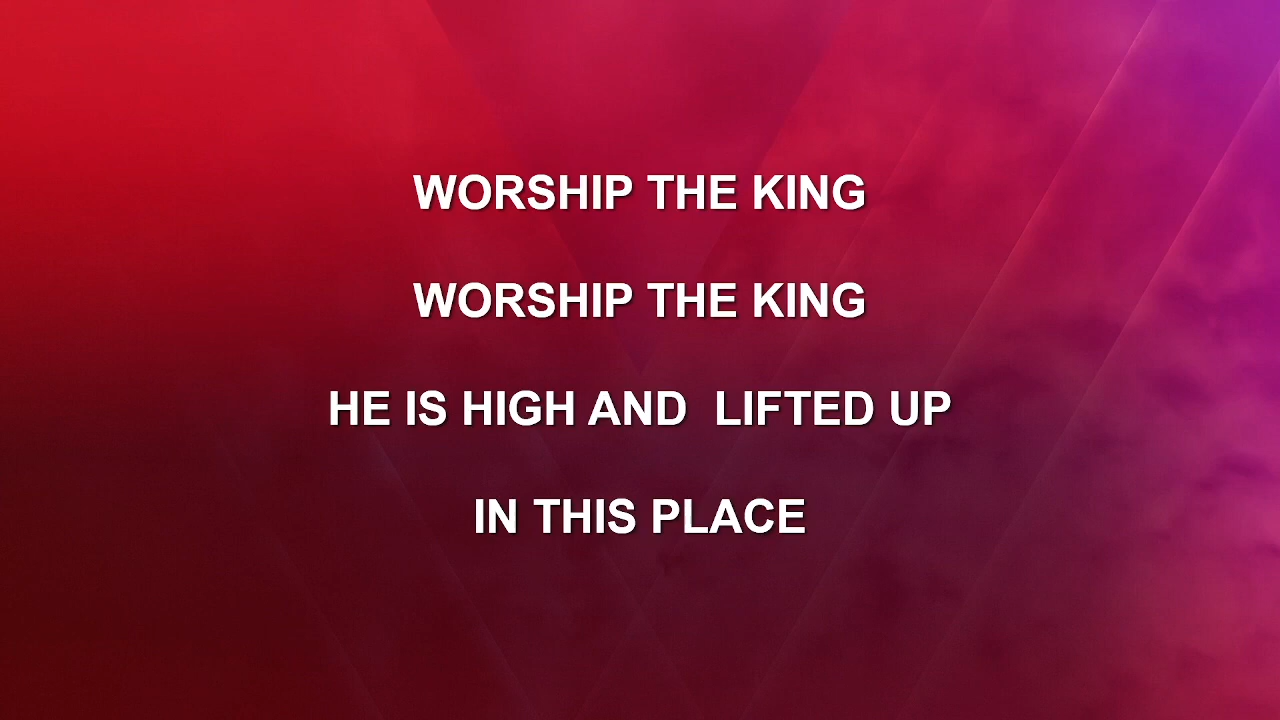 WORSHIP THE KING
WORSHIP THE KING
HE IS HIGH AND  LIFTED UP
IN THIS PLACE